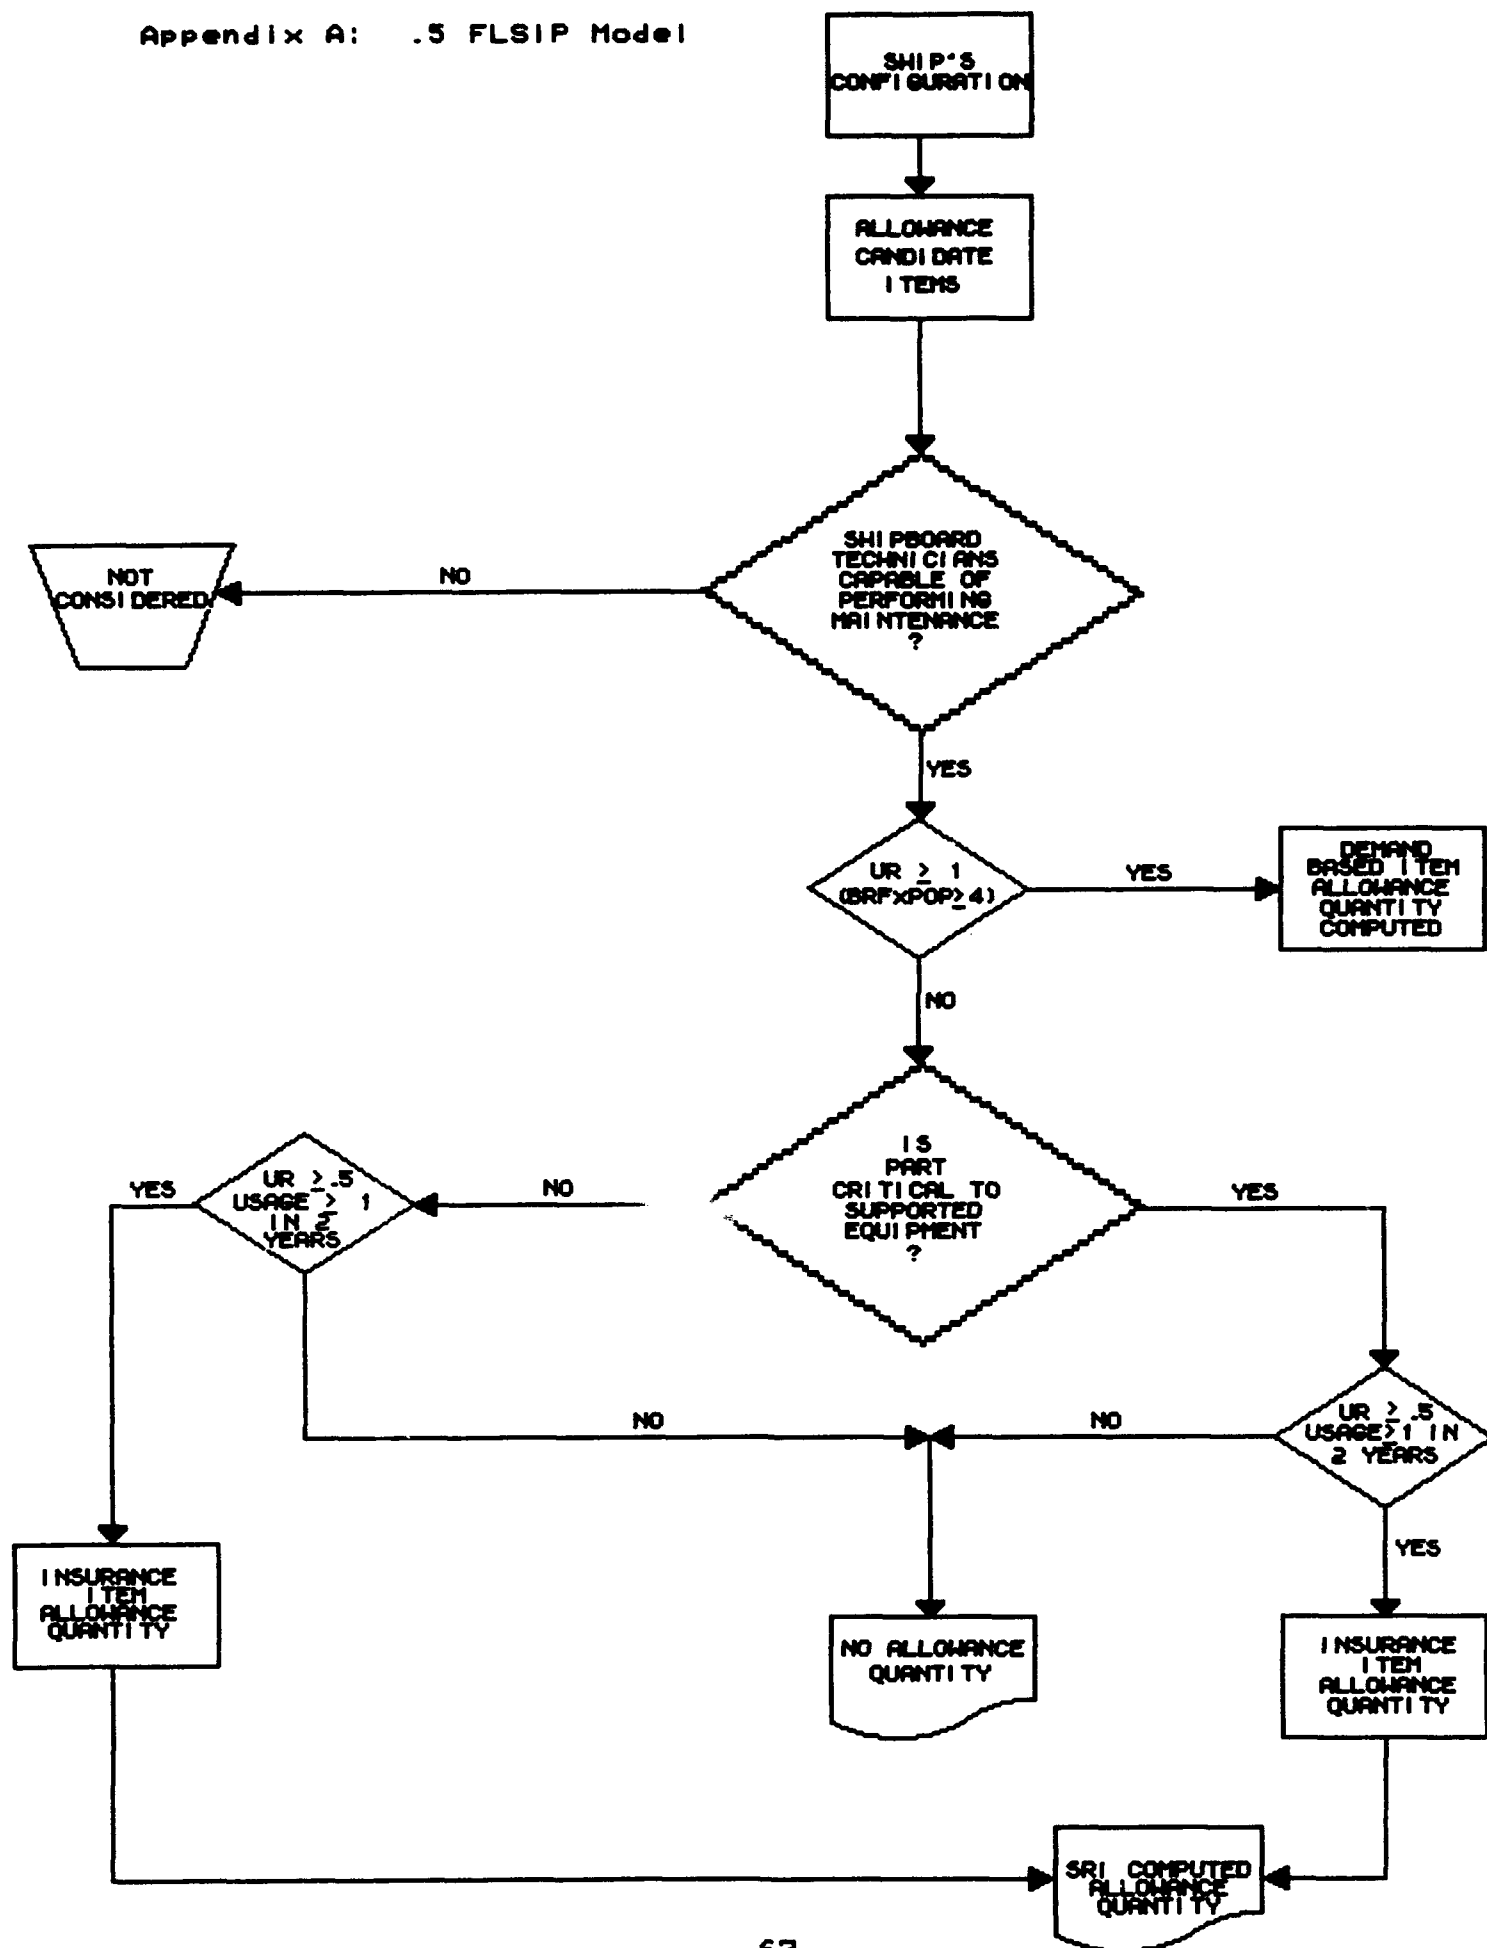 Appendix A: .5 FLSIP Model
SHIP'S
CONFIGURATION
ALLOWANCE
CANDIDATE
ITEMS
SHIPBOARD
TECHNICIANS
CAPABLE OF
PERFORMING
MAINTENANCE
?
NO
NOT
CONSIDERED
YES
UR ≥ 1
(BRFxPOP≥4)
YES
DEMAND
BASED ITEM
ALLOWANCE
QUANTITY
COMPUTED
NO
IS
PART
CRITICAL TO
SUPPORTED
EQUIPMENT
?
NO
UR ≥ .5
USAGE ≥ 1
IN 2
YEARS
YES
YES
NO
NO
UR ≥ .5
USAGE≥1 IN
2 YEARS
YES
INSURANCE
ITEM
ALLOWANCE
QUANTITY
NO ALLOWANCE
QUANTITY
INSURANCE
ITEM
ALLOWANCE
QUANTITY
SRI COMPUTED
ALLOWANCE
QUANTITY